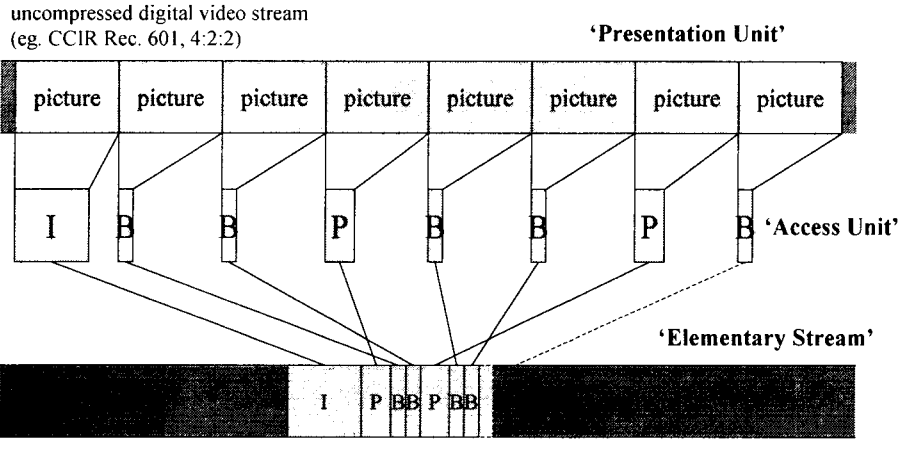 uncompressed digital video stream
(eg. CCIR Rec. 601, 4:2:2)
'Presentation Unit'
picture picture picture picture picture picture picture picture
I B B P B B P B 'Access Unit'
'Elementary Stream'
I P B B P B B